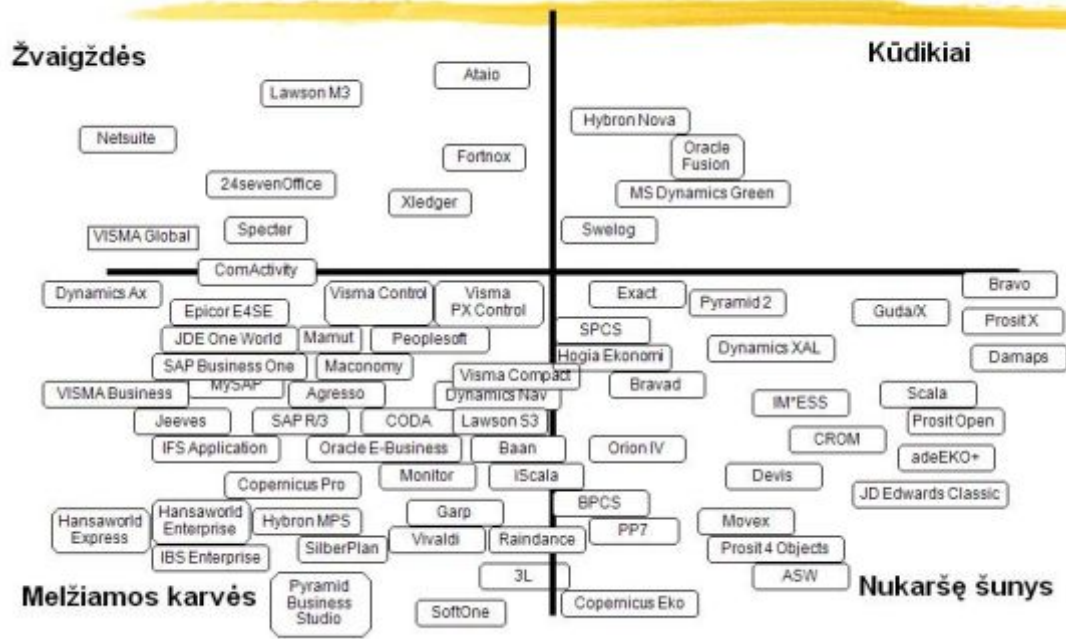 Žvaigždės
Kūdikiai
Ataio
Lawson M3
Hybron Nova
Netsuite
Oracle
Fusion
Fortnox
24sevenOffice
MS Dynamics Green
Xledger
Specter
Swelog
VISMA Global
ComActivity
Dynamics Ax
Visma Control
Visma
PX Control
Exact
Pyramid 2
Bravo
Epicor E4SE
Guda/X
Prosit X
JDE One World
Mamut
Peoplesoft
SPCS
Hogia Ekonomi
Dynamics XAL
Damaps
SAP Business One
Maconomy
Visma Compact
MySAP
Bravad
VISMA Business
Agresso
Dynamics Nav
IM*ESS
Scala
Jeeves
SAP R/3
CODA
Lawson S3
Prosit Open
IFS Application
Oracle E-Business
Baan
Orion IV
CROM
adeEKO+
Monitor
iScala
Devis
Copernicus Pro
JD Edwards Classic
BPCS
Hansaworld
Express
Hansaworld
Enterprise
Hybron MPS
Garp
PP7
Movex
Vivaldi
Raindance
SilberPlan
Prosit 4 Objects
IBS Enterprise
3L
ASW
Melžiamos karvės
Pyramid
Business
Studio
SoftOne
Copernicus Eko
Nukaršę šunys